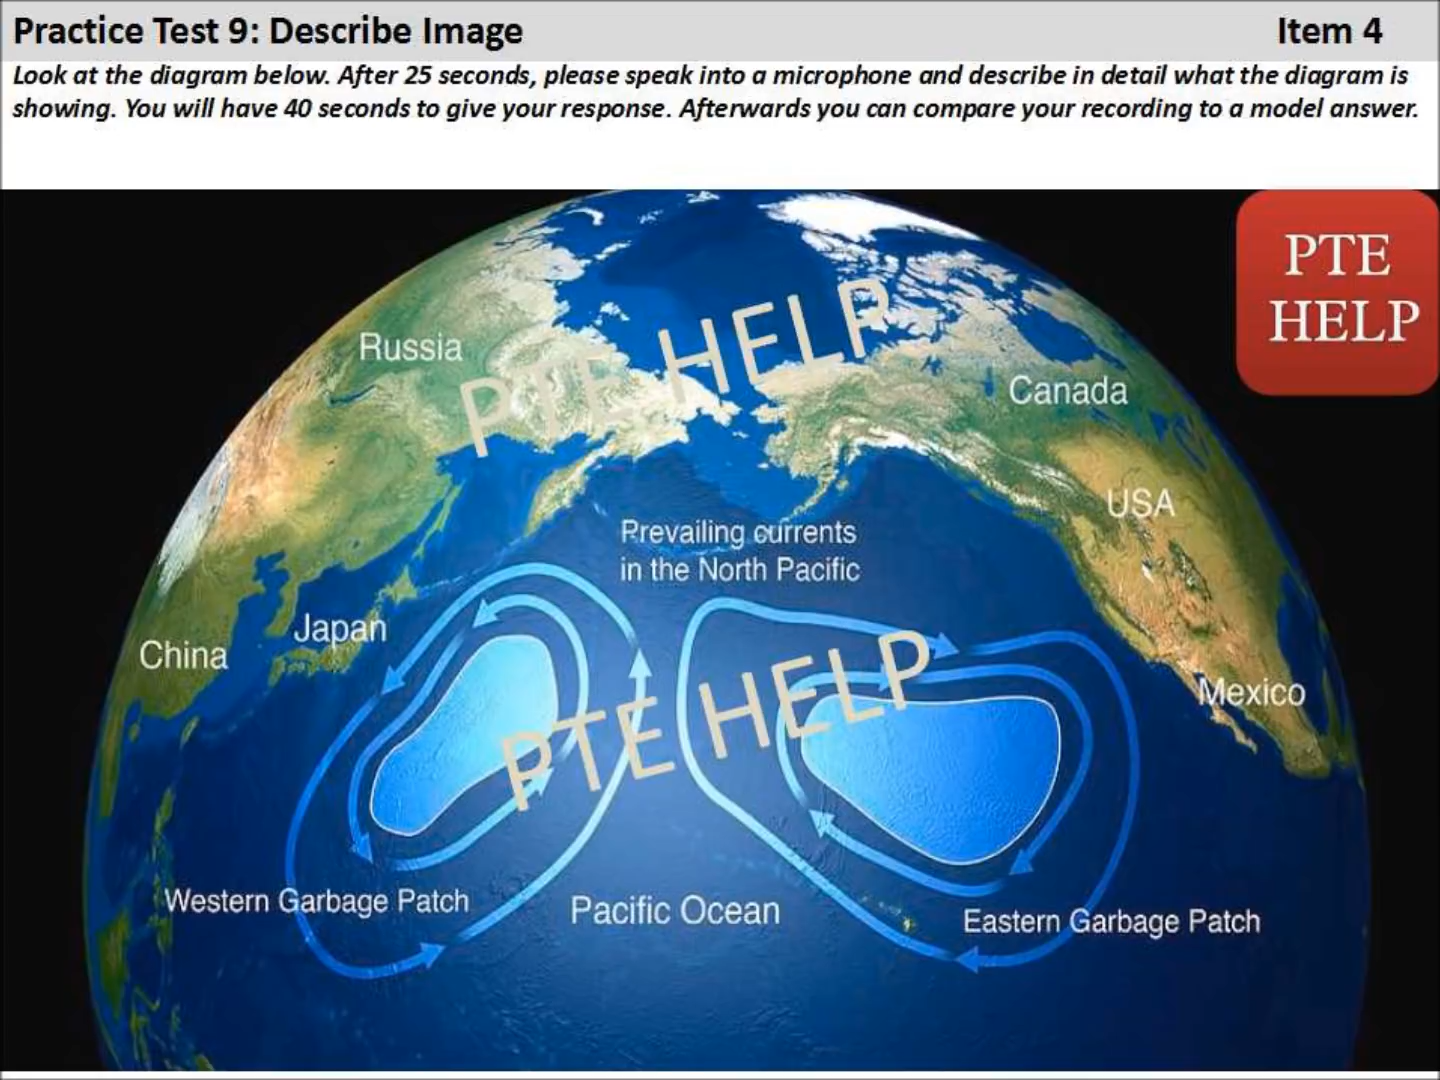 Practice Test 9: Describe Image
Item 4
Look at the diagram below. After 25 seconds, please speak into a microphone and describe in detail what the diagram is
showing. You will have 40 seconds to give your response. Afterwards you can compare your recording to a model answer.
PTE
HELP
PTE HELP
Russia
Canada
USA
Prevailing currents
in the North Pacific
Japan
China
Mexico
PTE HELP
Western Garbage Patch
Pacific Ocean
Eastern Garbage Patch